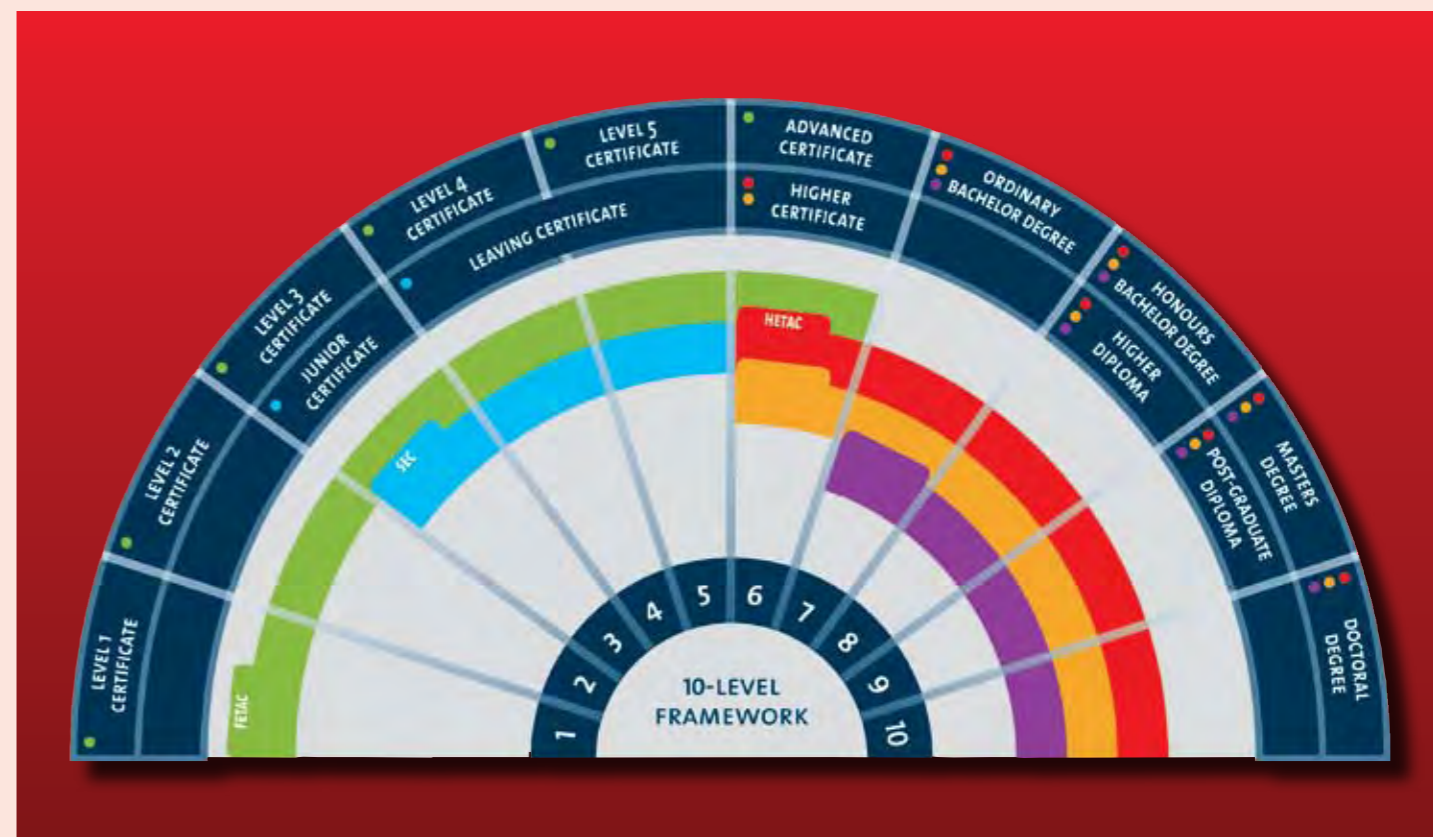 LEVEL 1
CERTIFICATE
LEVEL 2
CERTIFICATE
LEVEL 3
CERTIFICATE
JUNIOR
CERTIFICATE
LEVEL 4
CERTIFICATE
LEVEL 5
CERTIFICATE
LEAVING CERTIFICATE
ADVANCED
CERTIFICATE
HIGHER
CERTIFICATE
ORDINARY
BACHELOR DEGREE
HONOURS
BACHELOR DEGREE
HIGHER
DIPLOMA
MASTERS
DEGREE
POST-GRADUATE
DIPLOMA
DOCTORAL
DEGREE
FETAC
SEC
HETAC
1
2
3
4
5
6
7
8
9
10
10-LEVEL
FRAMEWORK